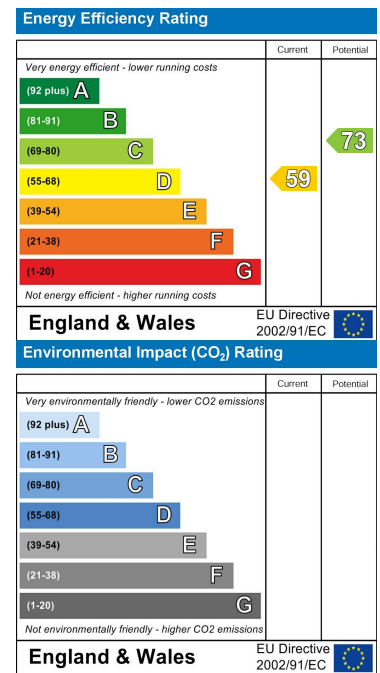 Energy Efficiency Rating
Current Potential
Very energy efficient - lower running costs
(92 plus) A
(81-91) B
(69-80) C
(55-68) D
(39-54) E
(21-38) F
(1-20) G
59
73
Not energy efficient - higher running costs
England & Wales
EU Directive
2002/91/EC
Environmental Impact (CO₂) Rating
Current Potential
Very environmentally friendly - lower CO2 emissions
(92 plus) A
(81-91) B
(69-80) C
(55-68) D
(39-54) E
(21-38) F
(1-20) G
Not environmentally friendly - higher CO2 emissions
England & Wales
EU Directive
2002/91/EC